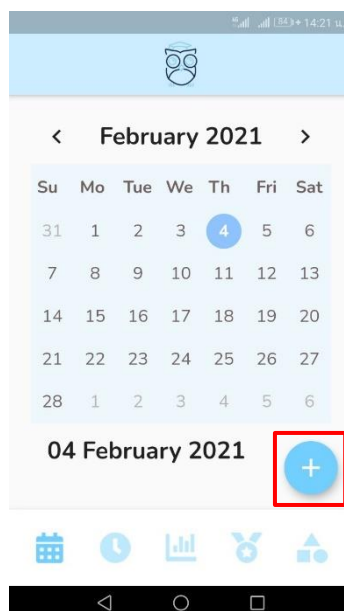 84 14:21 น.
< February 2021 >
Su Mo Tue We Th Fri Sat
31 1 2 3 4 5 6
7 8 9 10 11 12 13
14 15 16 17 18 19 20
21 22 23 24 25 26 27
28 1 2 3 4 5 6
04 February 2021
+